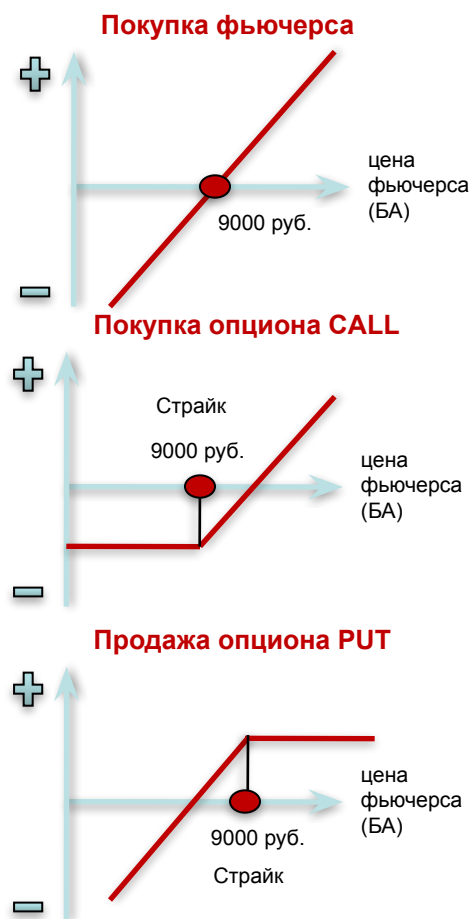 Покупка фьючерса
цена
фьючерса
(БА)
9000 руб.
Покупка опциона CALL
Страйк
9000 руб.
цена
фьючерса
(БА)
Продажа опциона PUT
цена
фьючерса
(БА)
9000 руб.
Страйк